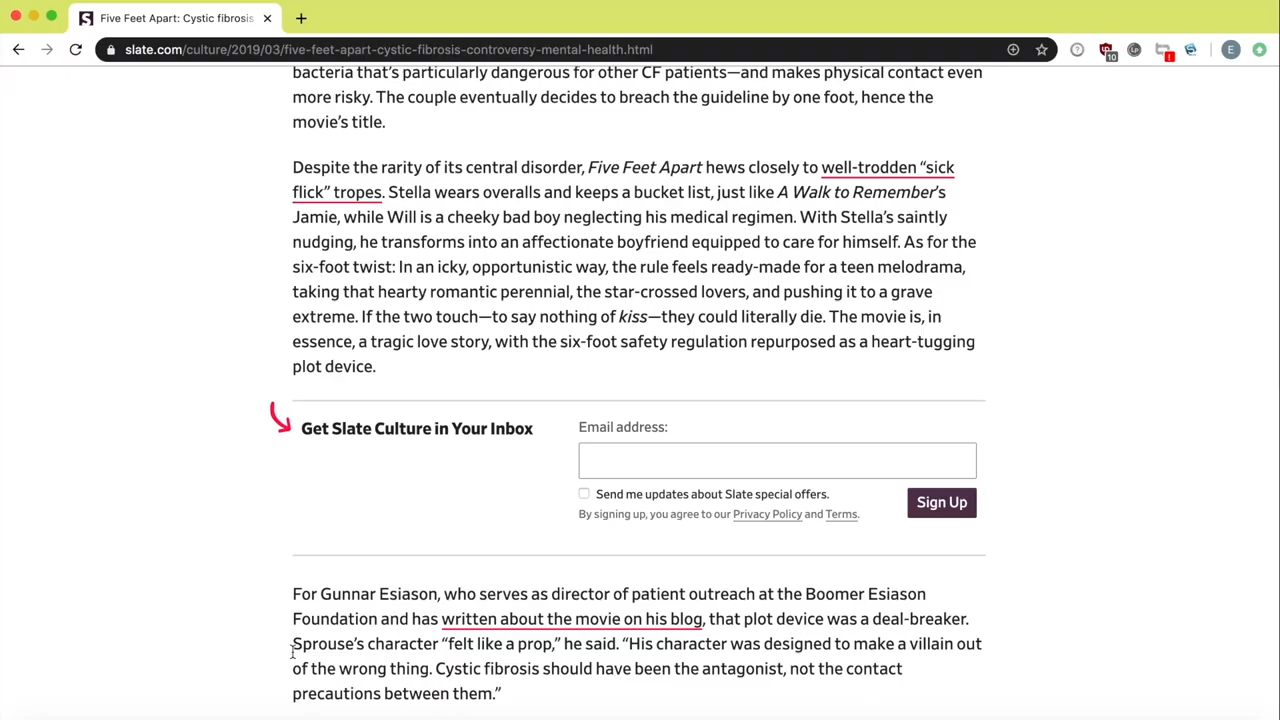 Five Feet Apart: Cystic fibrosis
slate.com/culture/2019/03/five-feet-apart-cystic-fibrosis-controversy-mental-health.html
10
E
bacteria that's particularly dangerous for other CF patients—and makes physical contact even
more risky. The couple eventually decides to breach the guideline by one foot, hence the
movie's title.
Despite the rarity of its central disorder, Five Feet Apart hews closely to well-trodden “sick
flick” tropes. Stella wears overalls and keeps a bucket list, just like A Walk to Remember's
Jamie, while Will is a cheeky bad boy neglecting his medical regimen. With Stella's saintly
nudging, he transforms into an affectionate boyfriend equipped to care for himself. As for the
six-foot twist: In an icky, opportunistic way, the rule feels ready-made for a teen melodrama,
taking that hearty romantic perennial, the star-crossed lovers, and pushing it to a grave
extreme. If the two touch—to say nothing of kiss—they could literally die. The movie is, in
essence, a tragic love story, with the six-foot safety regulation repurposed as a heart-tugging
plot device.
Get Slate Culture in Your Inbox
Email address:
Send me updates about Slate special offers.
By signing up, you agree to our Privacy Policy and Terms.
Sign Up
For Gunnar Esiason, who serves as director of patient outreach at the Boomer Esiason
Foundation and has written about the movie on his blog, that plot device was a deal-breaker.
Sprouse's character “felt like a prop,” he said. “His character was designed to make a villain out
of the wrong thing. Cystic fibrosis should have been the antagonist, not the contact
precautions between them.”